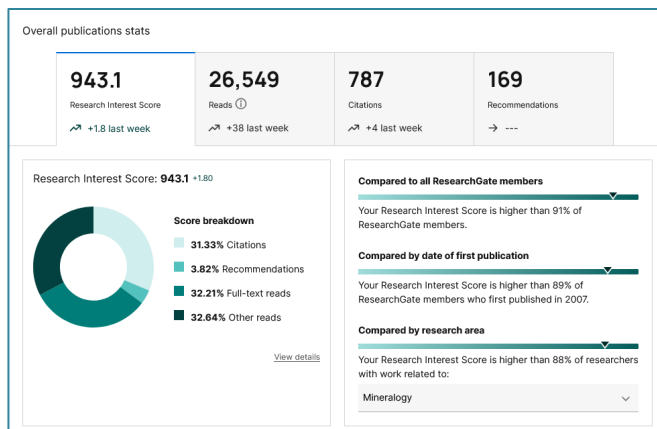 Overall publications stats
943.1
Research Interest Score
+1.8 last week
26,549
Reads
+38 last week
787
Citations
+4 last week
169
Recommendations
---
Research Interest Score: 943.1 +1.80
Score breakdown
31.33% Citations
3.82% Recommendations
32.21% Full-text reads
32.64% Other reads
View details
Compared to all ResearchGate members
Your Research Interest Score is higher than 91% of
ResearchGate members.
Compared by date of first publication
Your Research Interest Score is higher than 89% of
ResearchGate members who first published in 2007.
Compared by research area
Your Research Interest Score is higher than 88% of researchers
with work related to:
Mineralogy